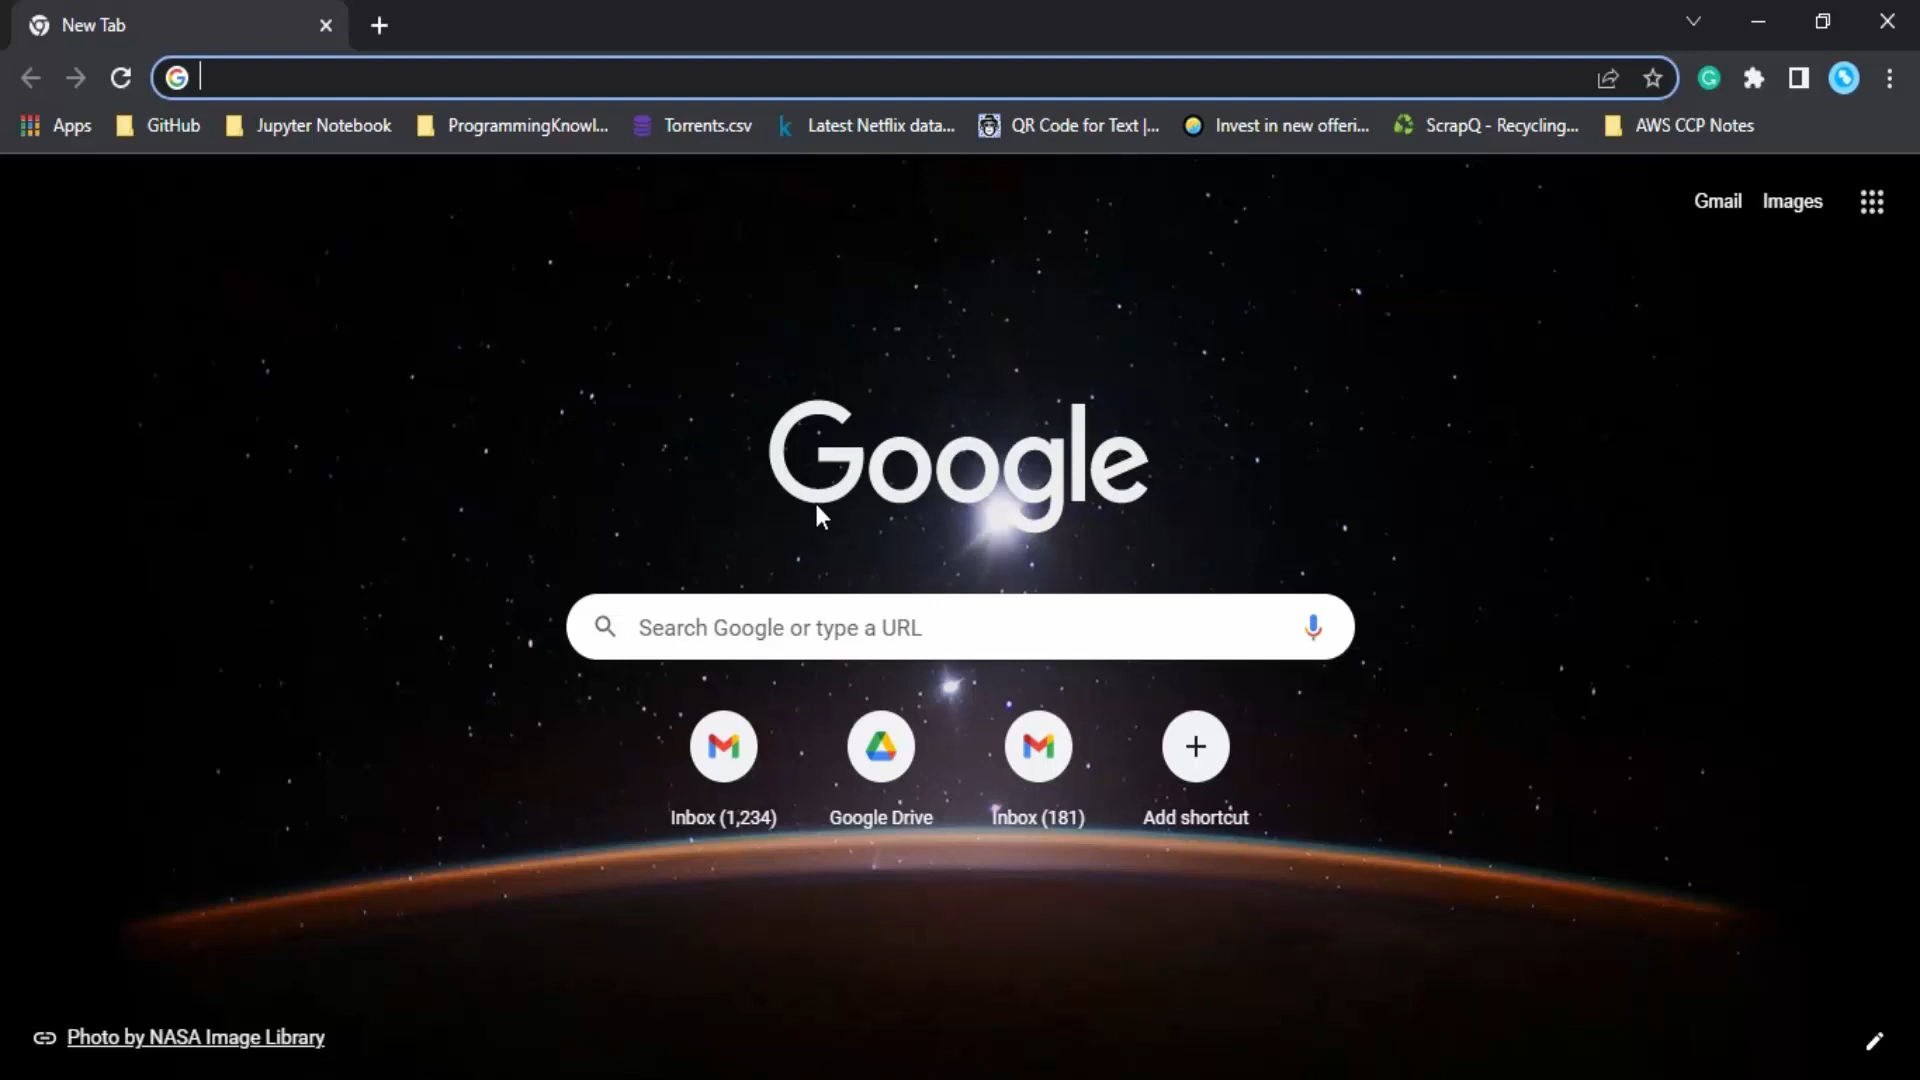 New Tab
Apps GitHub Jupyter Notebook ProgrammingKnowl... Torrents.csv Latest Netflix data... QR Code for Text |... Invest in new offeri... ScrapQ - Recycling... AWS CCP Notes
Gmail Images
Google
Search Google or type a URL
Inbox (1,234) Google Drive Inbox (181) Add shortcut
Photo by NASA Image Library